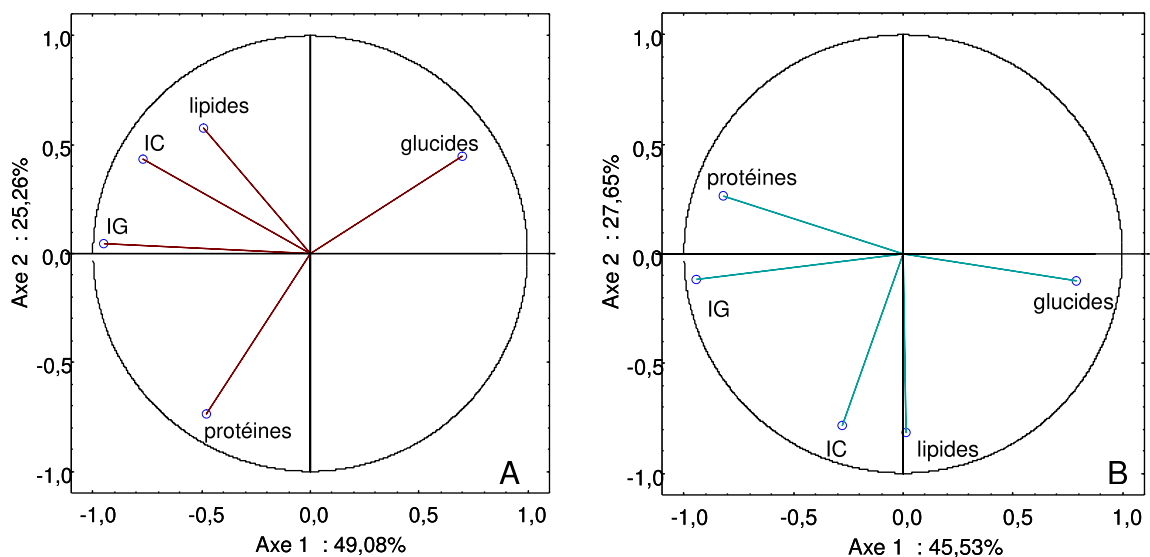 1,0
lipides
IC
glucides
0,5
Axe 2 : 25,26%
IG
0,0
-0,5
protéines
-1,0
A
-1,0 -0,5 0,0 0,5 1,0
Axe 1 : 49,08%
1,0
0,5
protéines
Axe 2 : 27,65%
0,0
IG
glucides
-0,5
IC
lipides
-1,0
B
-1,0 -0,5 0,0 0,5 1,0
Axe 1 : 45,53%